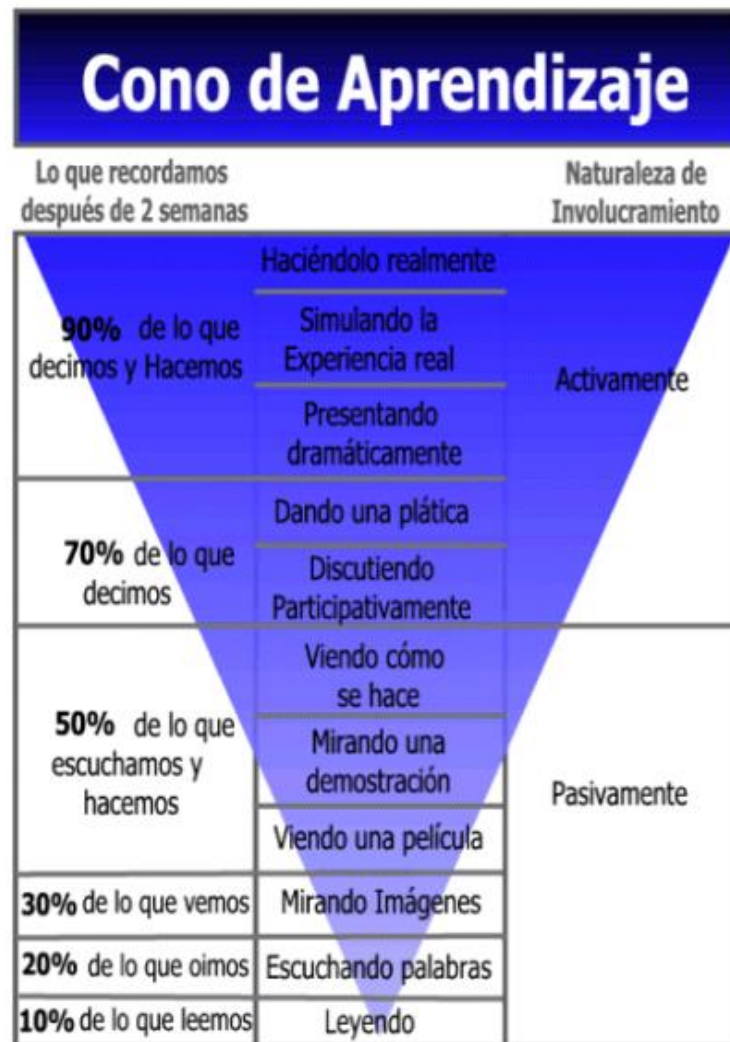 Cono de Aprendizaje
Lo que recordamos
después de 2 semanas
Naturaleza de
Involucramiento
Haciéndolo realmente
90% de lo que
decimos y Hacemos
Simulando la
Experiencia real
Activamente
Presentando
dramáticamente
70% de lo que
decimos
Dando una plática
Discutiendo
Participativamente
50% de lo que
escuchamos y
hacemos
Viendo cómo
se hace
Mirando una
demostración
Pasivamente
Viendo una película
30% de lo que vemos
Mirando Imágenes
20% de lo que oimos
Escuchando palabras
10% de lo que leemos
Leyendo